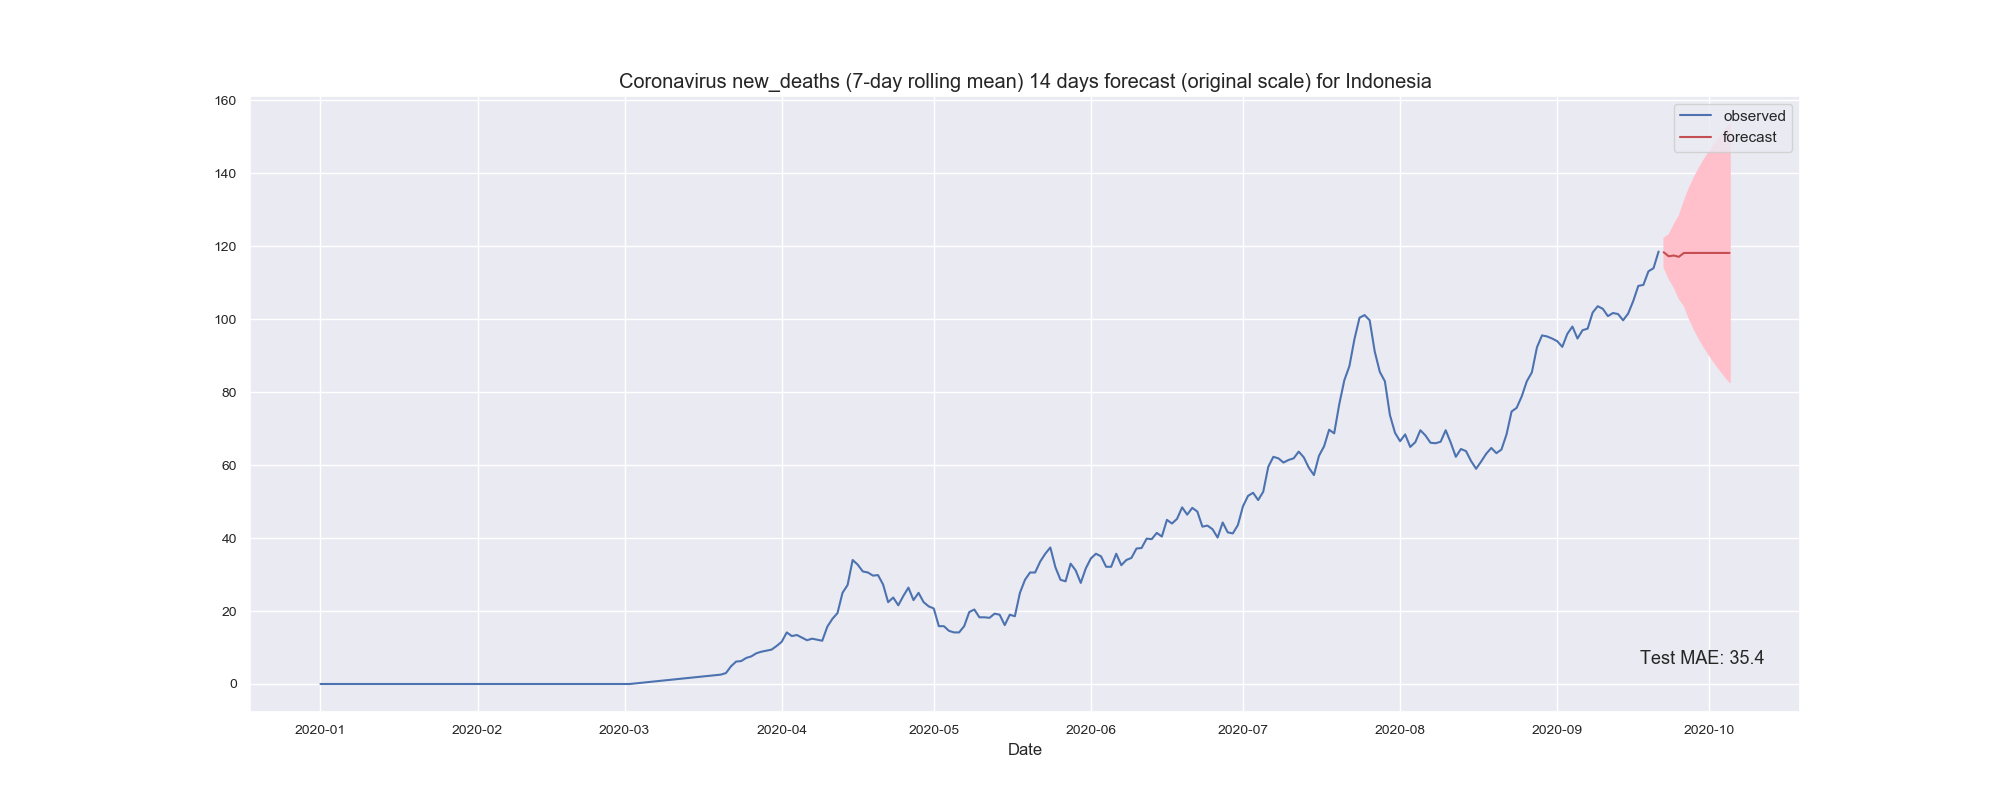 Coronavirus new_deaths (7-day rolling mean) 14 days forecast (original scale) for Indonesia
160
140
120
100
80
60
40
20
0
observed
forecast
Test MAE: 35.4
2020-01 2020-02 2020-03 2020-04 2020-05 2020-06 2020-07 2020-08 2020-09 2020-10
Date